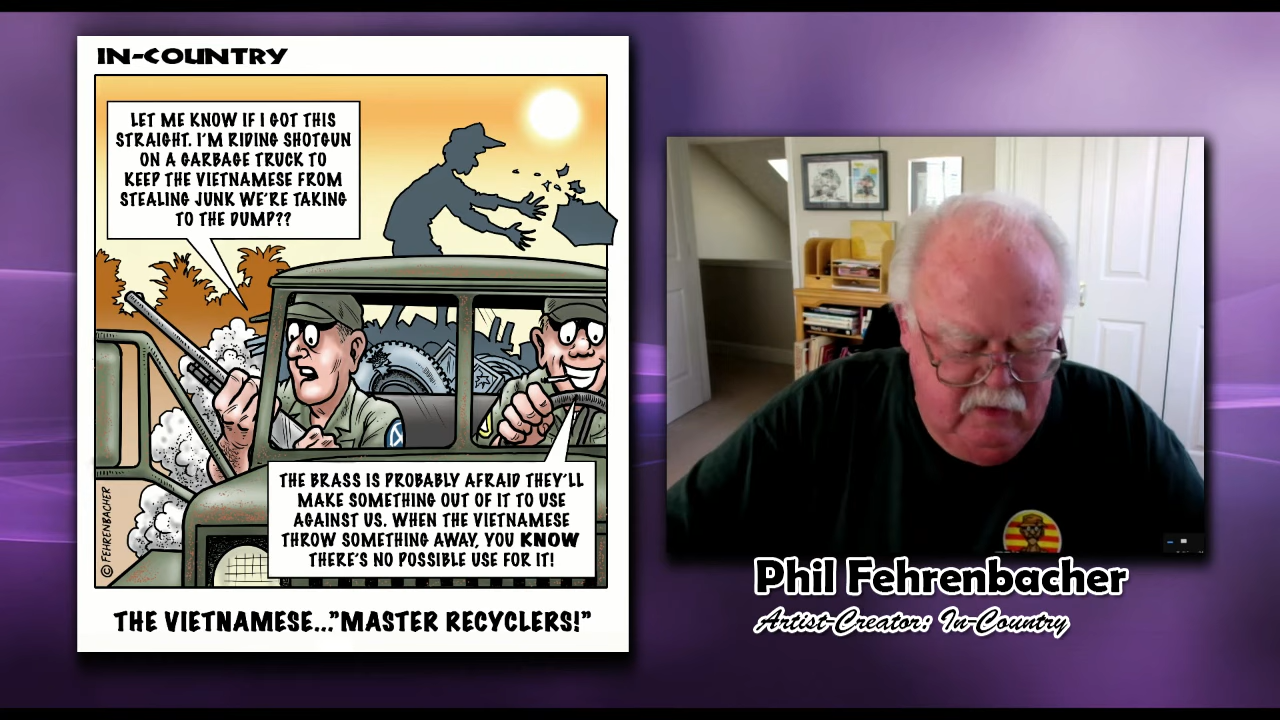 IN-COUNTRY
LET ME KNOW IF I GOT THIS
STRAIGHT. I'M RIDING SHOTGUN
ON A GARBAGE TRUCK TO
KEEP THE VIETNAMESE FROM
STEALING JUNK WE'RE TAKING
TO THE DUMP??
THE BRASS IS PROBABLY AFRAID THEY'LL
MAKE SOMETHING OUT OF IT TO USE
AGAINST US. WHEN THE VIETNAMESE
THROW SOMETHING AWAY, YOU KNOW
THERE'S NO POSSIBLE USE FOR IT!
© FEHRENBACHER
THE VIETNAMESE..."MASTER RECYCLERS!"
Phil Fehrenbacher
Artist-Creator: In-Country